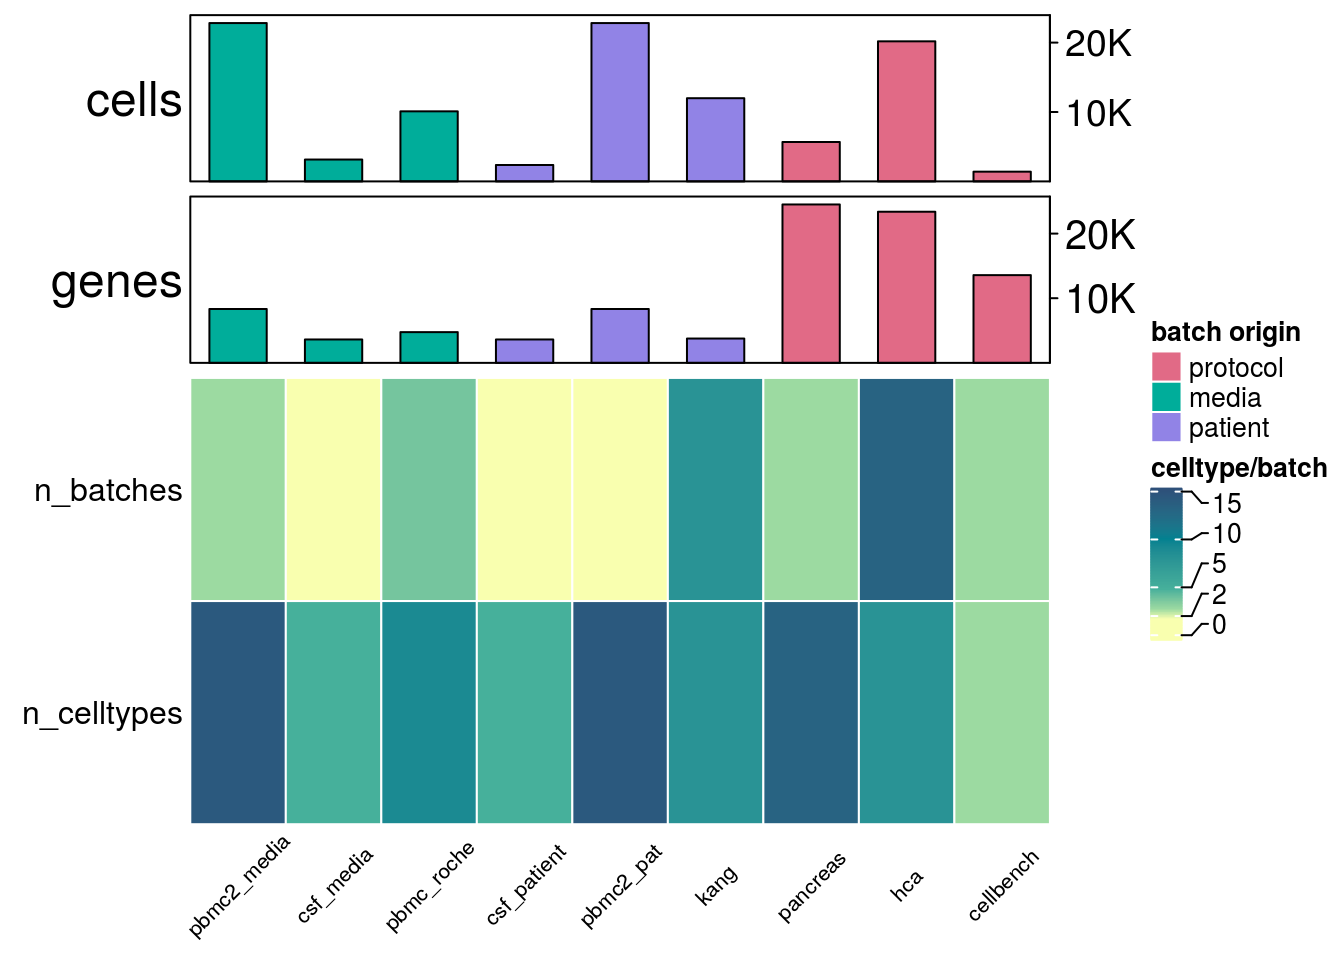 cells
20K
10K
genes
20K
10K
batch origin
protocol
media
patient
celltype/batch
15
10
5
2
0
n_batches
n_celltypes
pbmc2_media
csf_media
pbmc_roche
csf_patient
pbmc2_pat
kang
pancreas
hca
cellbench